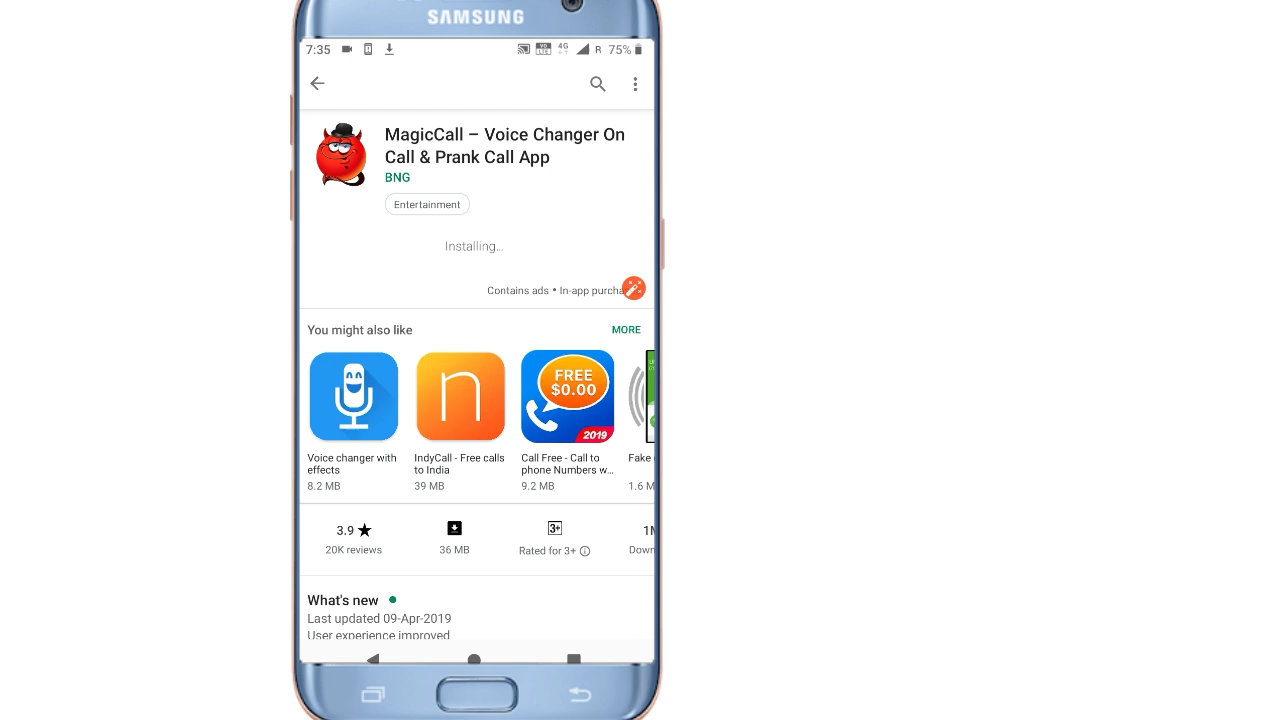 SAMSUNG
7:35
VO LTE
4G
R 75%
MagicCall – Voice Changer On
Call & Prank Call App
BNG
Entertainment
Installing...
Contains ads • In-app purcha
You might also like
MORE
FREE
$0.00
2019
Voice changer with
effects
8.2 MB
IndyCall - Free calls
to India
39 MB
Call Free - Call to
phone Numbers w...
9.2 MB
Fake
1.6 M
3.9 ★
20K reviews
36 MB
3+
Rated for 3+
1M
Down
What's new
Last updated 09-Apr-2019
User experience improved